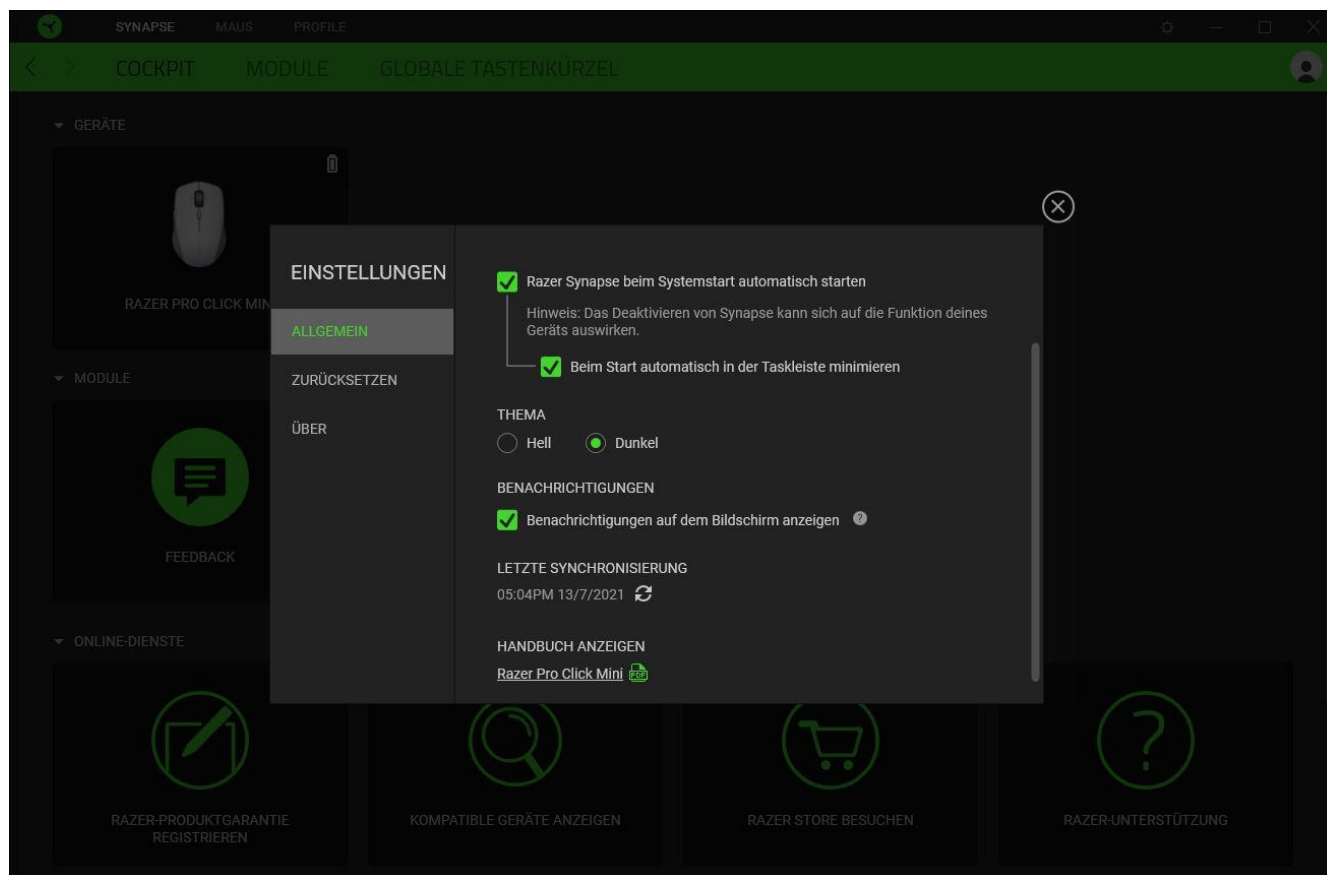 SYNAPSE MAUS PROFILE
COCKPIT MODULE GLOBALE TASTENKÜRZEL
GERÄTE
RAZER PRO CLICK MIN
MODULE
FEEDBACK
ONLINE-DIENSTE
RAZER-PRODUKTGARANTIE
REGISTRIEREN
KOMPATIBLE GERÄTE ANZEIGEN
RAZER STORE BESUCHEN
RAZER-UNTERSTÜTZUNG
EINSTELLUNGEN
ALLGEMEIN
ZURÜCKSETZEN
ÜBER
Razer Synapse beim Systemstart automatisch starten
Hinweis: Das Deaktivieren von Synapse kann sich auf die Funktion deines
Geräts auswirken.
Beim Start automatisch in der Taskleiste minimieren
THEMA
Hell Dunkel
BENACHRICHTIGUNGEN
Benachrichtigungen auf dem Bildschirm anzeigen ?
LETZTE SYNCHRONISIERUNG
05:04PM 13/7/2021
HANDBUCH ANZEIGEN
Razer Pro Click Mini PDF